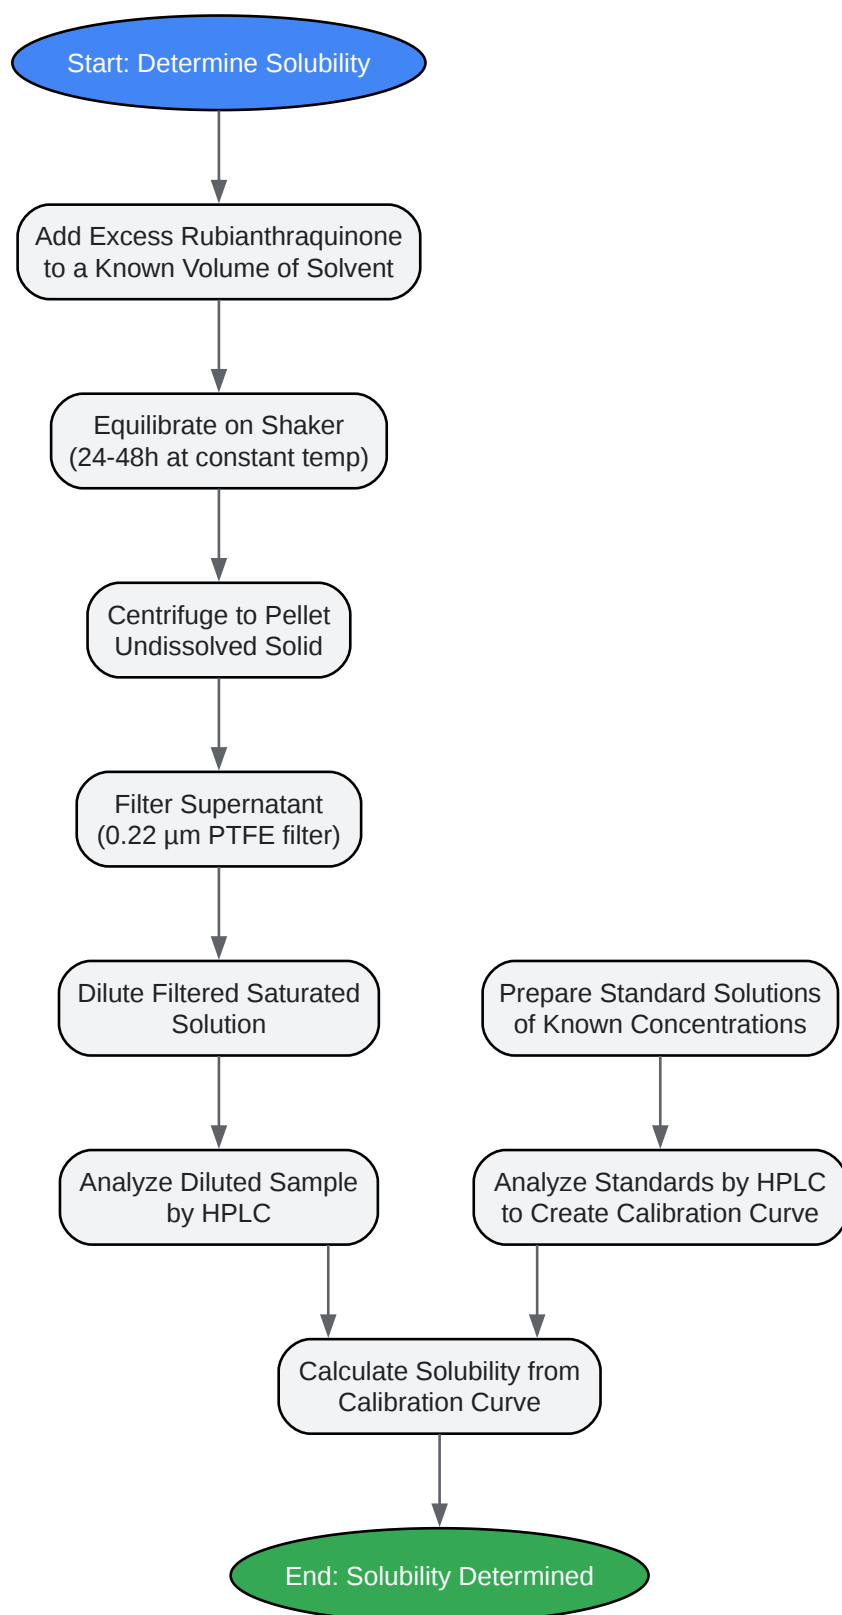 Start: Determine Solubility
Add Excess Rubianthraquinone
to a Known Volume of Solvent
Equilibrate on Shaker
(24-48h at constant temp)
Centrifuge to Pellet
Undissolved Solid
Filter Supernatant
(0.22 µm PTFE filter)
Dilute Filtered Saturated
Solution
Prepare Standard Solutions
of Known Concentrations
Analyze Diluted Sample
by HPLC
Analyze Standards by HPLC
to Create Calibration Curve
Calculate Solubility from
Calibration Curve
End: Solubility Determined